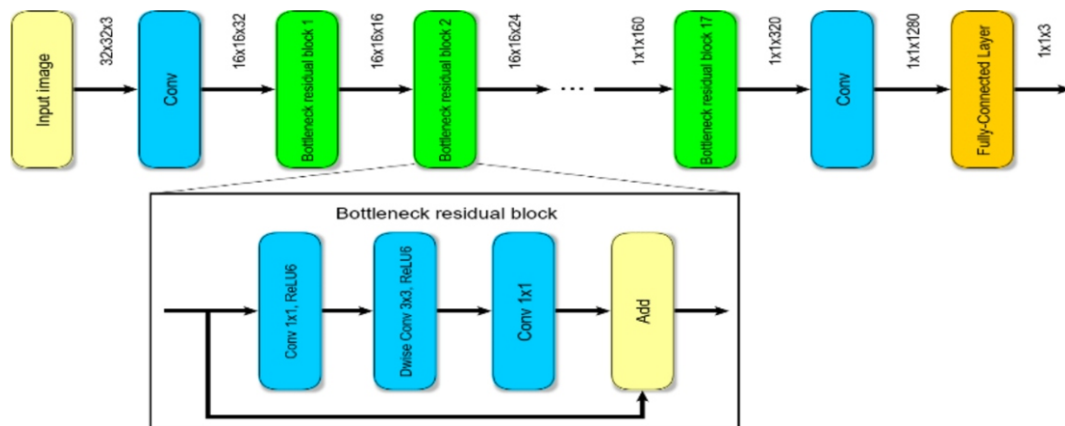 Input image
32x32x3
Conv
16x16x32
Bottleneck residual block 1
16x16x16
Bottleneck residual block 2
16x16x24
...
1x1x160
Bottleneck residual block 17
1x1x320
Conv
1x1x1280
Fully-Connected Layer
1x1x3
Bottleneck residual block
Conv 1x1, ReLU6
Dwise Conv 3x3, ReLU6
Conv 1x1
Add